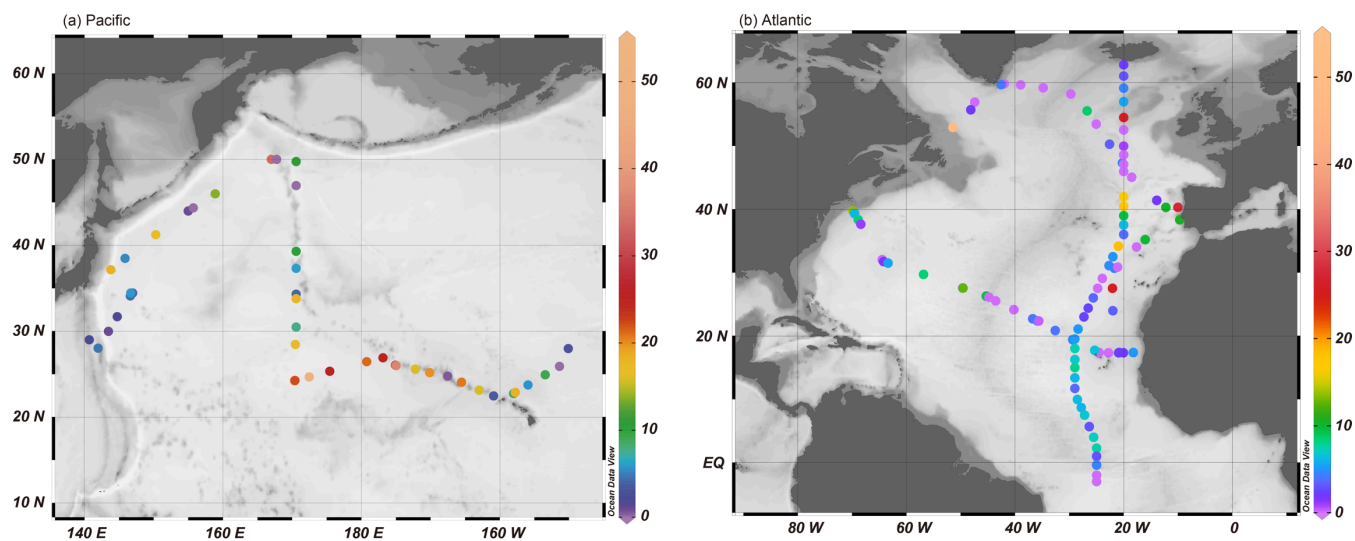 (a) Pacific
60 N
50 N
40 N
30 N
20 N
10 N
140 E
160 E
180 E
160 W
50
40
30
20
10
0
Ocean Data View
(b) Atlantic
60 N
40 N
20 N
EQ
80 W
60 W
40 W
20 W
0
50
40
30
20
10
0
Ocean Data View